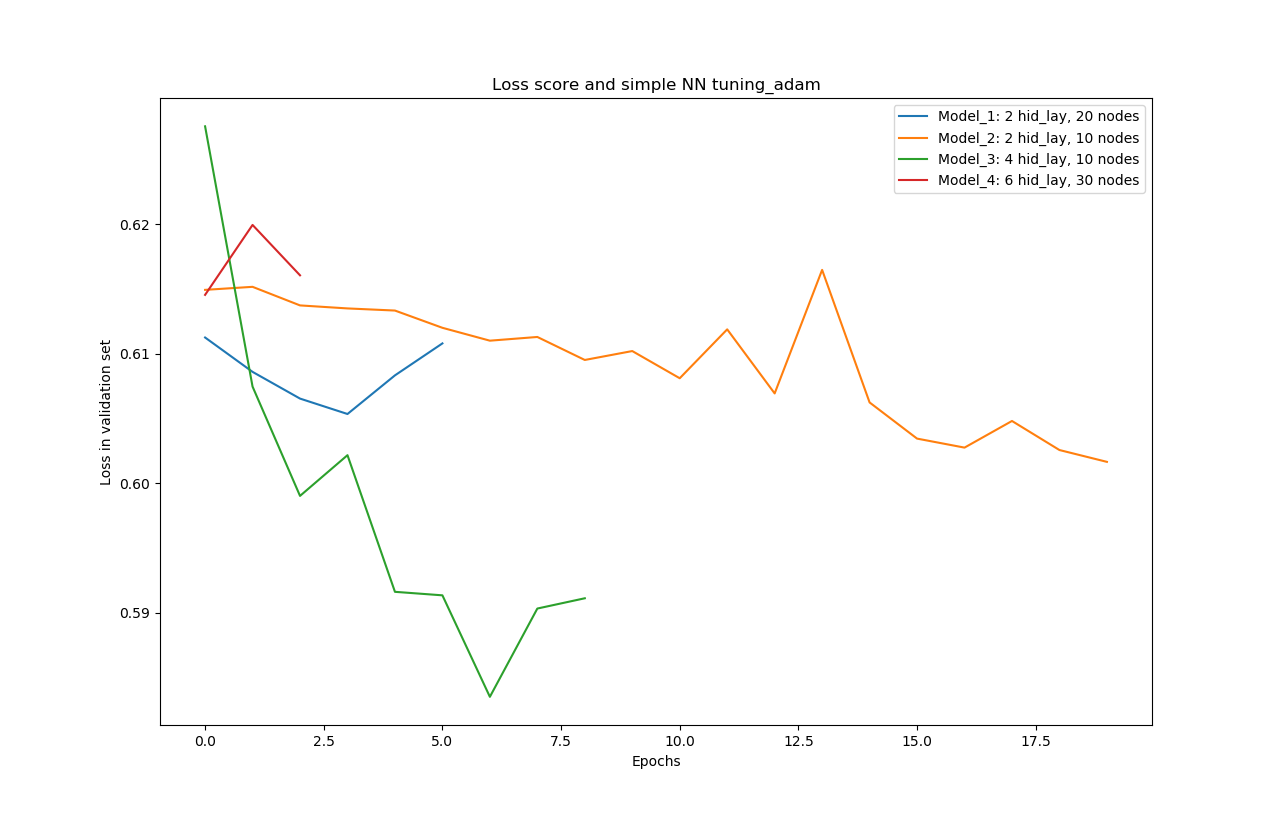 Loss score and simple NN tuning_adam
Model_1: 2 hid_lay, 20 nodes
Model_2: 2 hid_lay, 10 nodes
Model_3: 4 hid_lay, 10 nodes
Model_4: 6 hid_lay, 30 nodes
Loss in validation set
0.62
0.61
0.60
0.59
0.0 2.5 5.0 7.5 10.0 12.5 15.0 17.5
Epochs